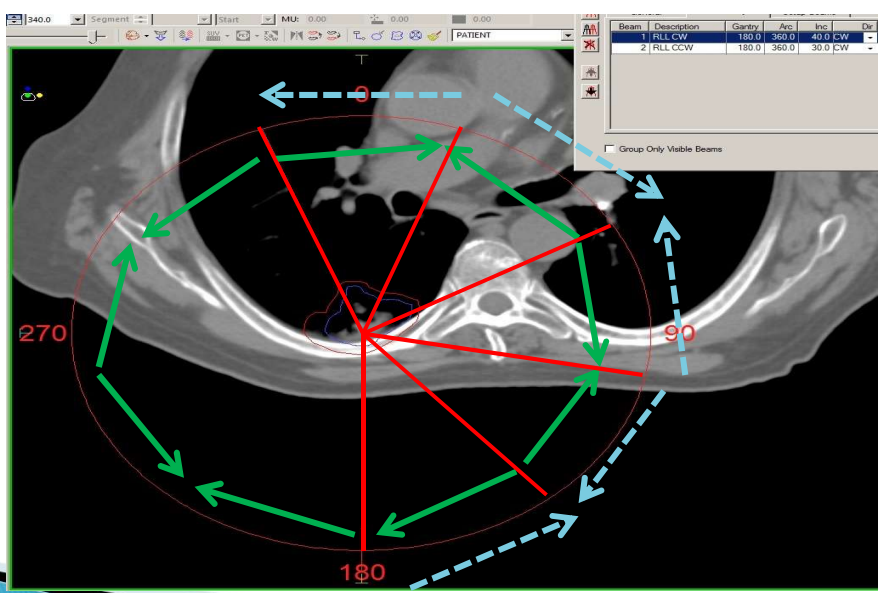 340.0 Segment Start MU: 0.00 0.00 0.00
PATIENT
Beam Description Gantry Arc Inc Dir
1 RLL CW 180.0 360.0 40.0 CW
2 RLL CCW 180.0 360.0 30.0 CW
Group Only Visible Beams
0
270
90
180